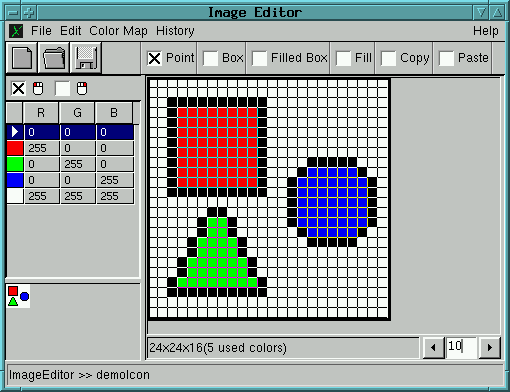 Image Editor
File Edit Color Map History Help
Point Box Filled Box Fill Copy Paste
R G B
0 0 0
255 0 0
0 255 0
0 0 255
255 255 255
24x24x16(5 used colors) 10
ImageEditor >> demoIcon